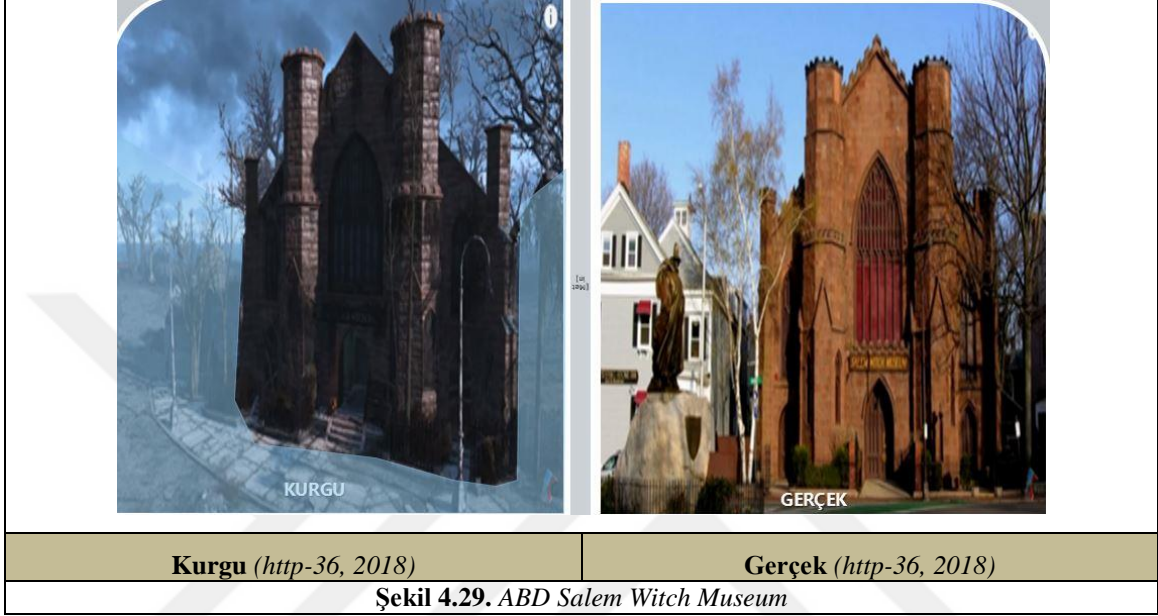 KURGU
GERÇEK
Kurgu (http-36, 2018)
Gerçek (http-36, 2018)
Şekil 4.29. ABD Salem Witch Museum